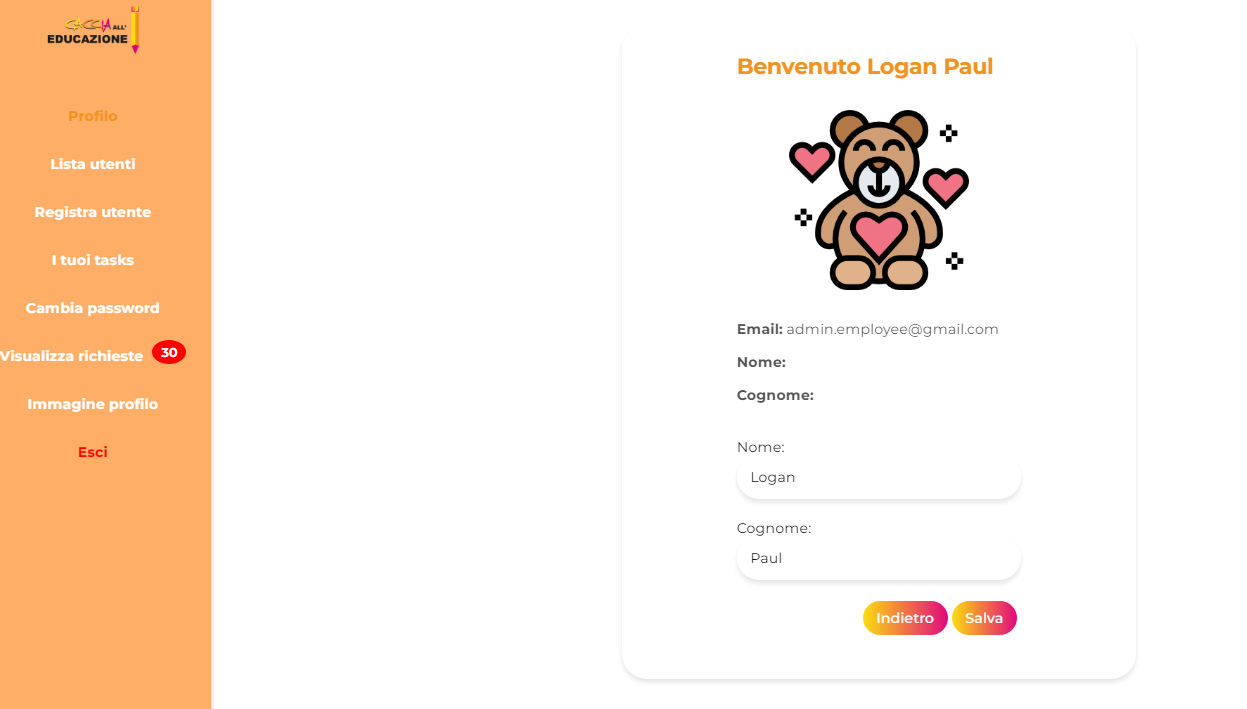 CACCIA ALL'
EDUCAZIONE
Profilo
Lista utenti
Registra utente
I tuoi tasks
Cambia password
Visualizza richieste 30
Immagine profilo
Esci
Benvenuto Logan Paul
Email: admin.employee@gmail.com
Nome:
Cognome:
Nome:
Logan
Cognome:
Paul
Indietro Salva